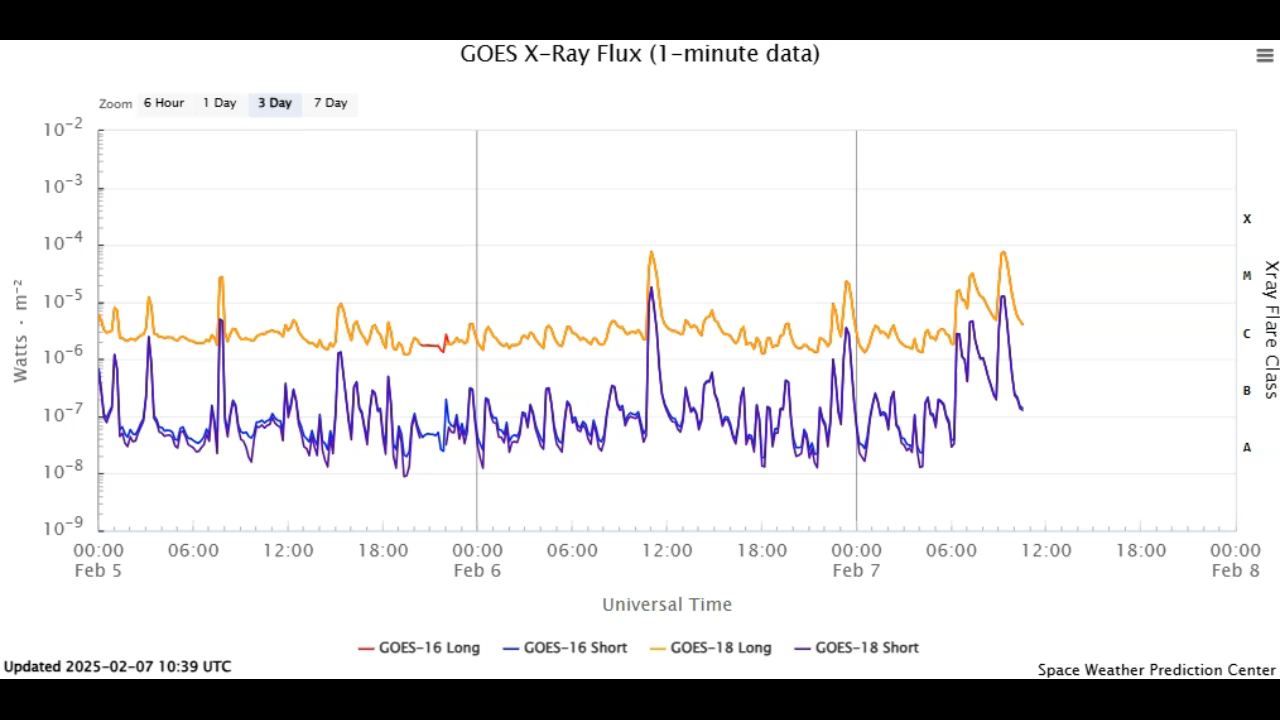 GOES X-Ray Flux (1-minute data)
Zoom 6 Hour 1 Day 3 Day 7 Day
10⁻²
10⁻³
10⁻⁴
10⁻⁵
10⁻⁶
10⁻⁷
10⁻⁸
10⁻⁹
Watts · m⁻²
X
M
C
B
A
Xray Flare Class
00:00 06:00 12:00 18:00 00:00 06:00 12:00 18:00 00:00 06:00 12:00 18:00 00:00
Feb 5 Feb 6 Feb 7 Feb 8
Universal Time
GOES-16 Long GOES-16 Short GOES-18 Long GOES-18 Short
Updated 2025-02-07 10:39 UTC
Space Weather Prediction Center